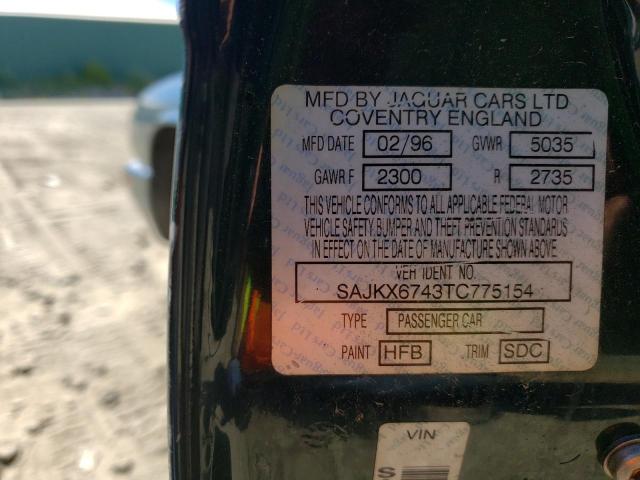 MFD BY JAGUAR CARS LTD
COVENTRY ENGLAND
MFD DATE 02/96 GVWR 5035
GAWR F 2300 R 2735
THIS VEHICLE CONFORMS TO ALL APPLICABLE FEDERAL MOTOR
VEHICLE SAFETY, BUMPER AND THEFT PREVENTION STANDARDS
IN EFFECT ON THE DATE OF MANUFACTURE SHOWN ABOVE.
VEH IDENT NO.
SAJKX6743TC775154
TYPE PASSENGER CAR
PAINT HFB TRIM SDC
VIN
S